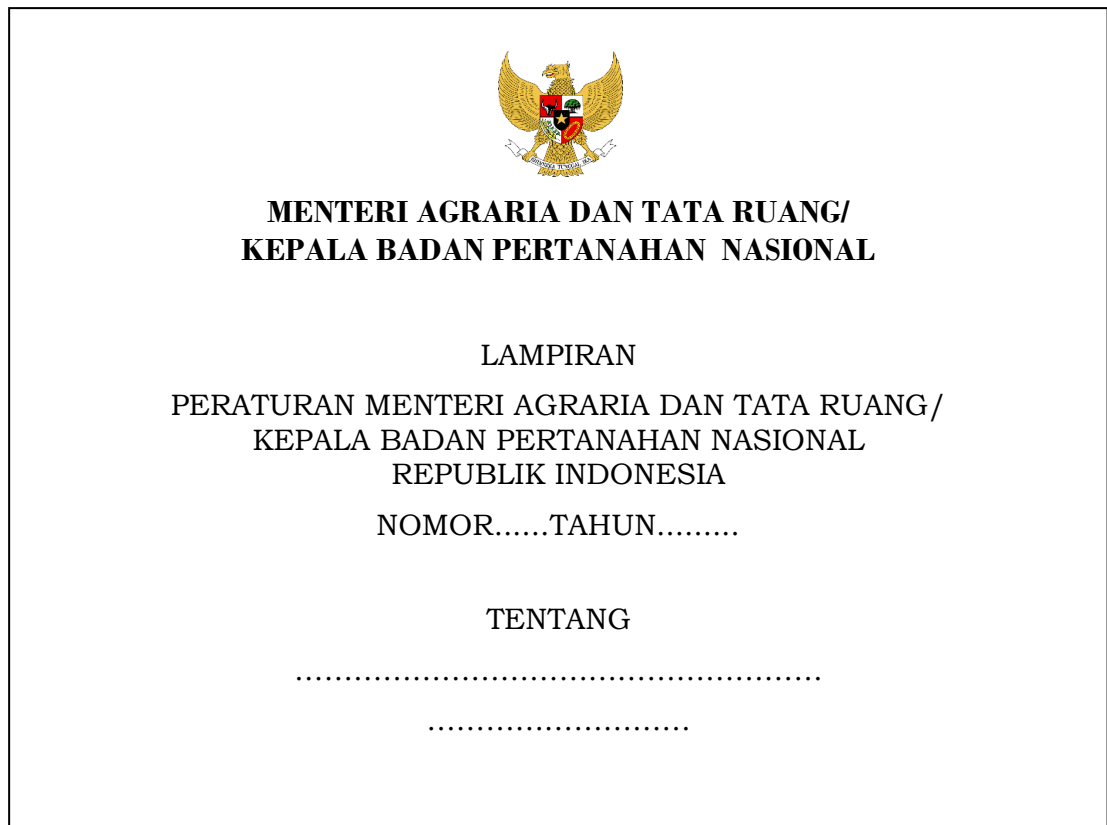 MENTERI AGRARIA DAN TATA RUANG/
KEPALA BADAN PERTANAHAN  NASIONAL
LAMPIRAN
PERATURAN MENTERI AGRARIA DAN TATA RUANG/
KEPALA BADAN PERTANAHAN NASIONAL
REPUBLIK INDONESIA
NOMOR......TAHUN.........
TENTANG
......................................................
...........................